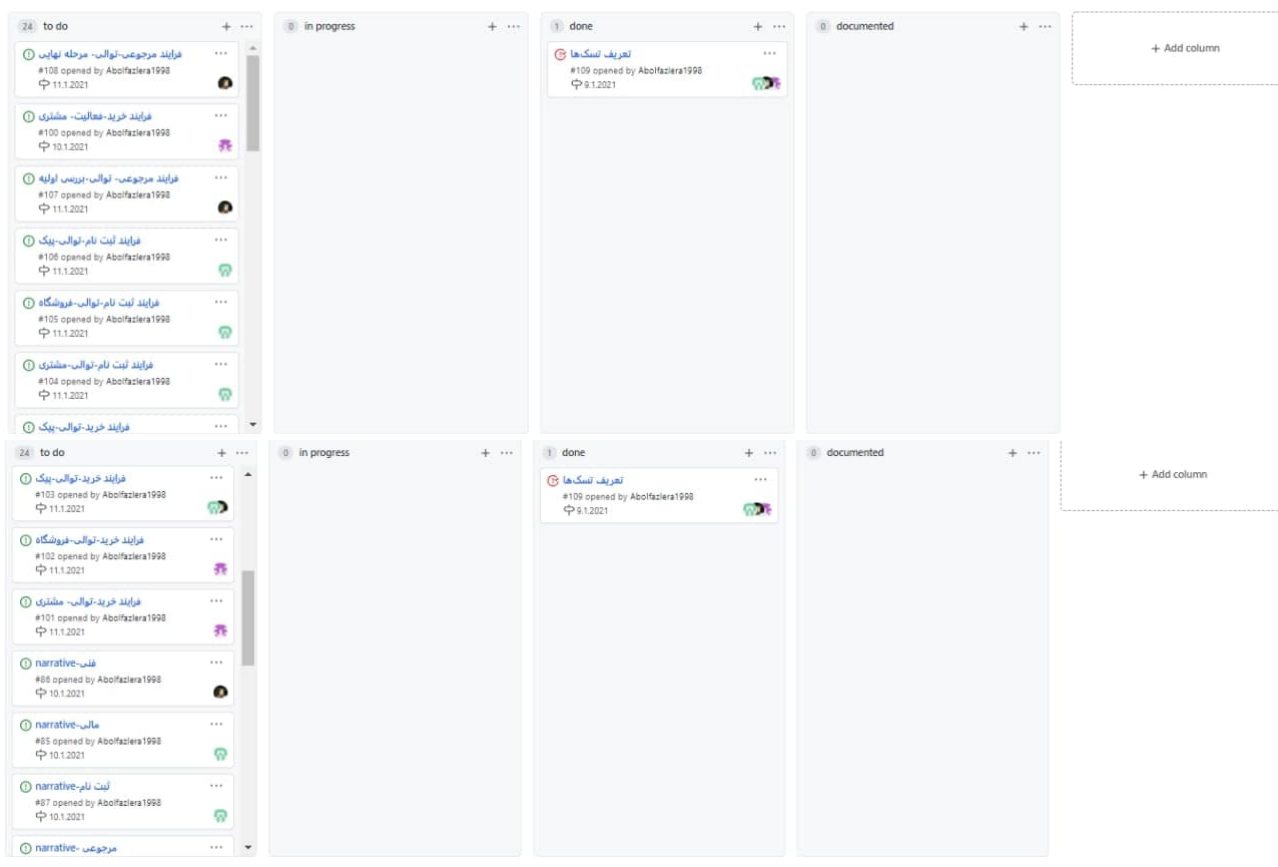 24 to do
فرایند مرجوعی-توالی- مرحله نهایی
#108 opened by Abolfazlera1998
11.1.2021
فرایند خرید-فعالیت- مشتری
#100 opened by Abolfazlera1998
10.1.2021
فرایند مرجوعی- توالی-بررسی اولیه
#107 opened by Abolfazlera1998
11.1.2021
فرایند ثبت نام-توالی-پیک
#106 opened by Abolfazlera1998
11.1.2021
فرایند ثبت نام-توالی-فروشگاه
#105 opened by Abolfazlera1998
11.1.2021
فرایند ثبت نام-توالی-مشتری
#104 opened by Abolfazlera1998
11.1.2021
فرایند خرید-توالی-پیک
0 in progress
1 done
تعریف تسک‌ها
#109 opened by Abolfazlera1998
9.1.2021
0 documented
+ Add column
24 to do
فرایند خرید-توالی-پیک
#103 opened by Abolfazlera1998
11.1.2021
فرایند خرید-توالی-فروشگاه
#102 opened by Abolfazlera1998
11.1.2021
فرایند خرید-توالی- مشتری
#101 opened by Abolfazlera1998
11.1.2021
narrative-فنی
#86 opened by Abolfazlera1998
10.1.2021
narrative-مالی
#85 opened by Abolfazlera1998
10.1.2021
narrative-ثبت نام
#87 opened by Abolfazlera1998
10.1.2021
narrative- مرجوعی
0 in progress
1 done
تعریف تسک‌ها
#109 opened by Abolfazlera1998
9.1.2021
0 documented
+ Add column